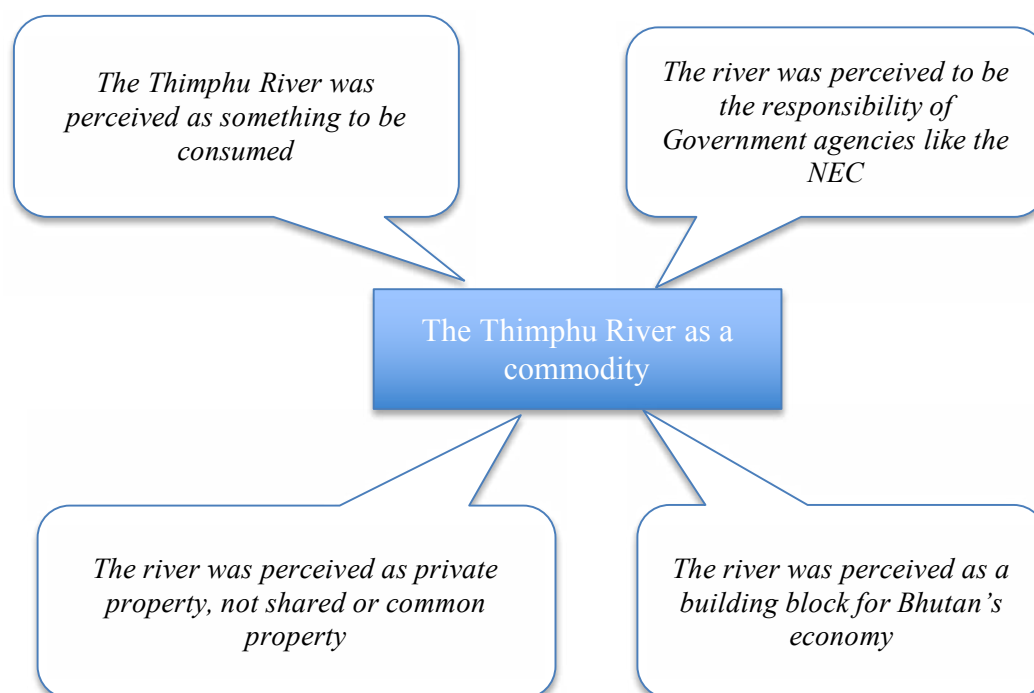 The Thimphu River was
perceived as something to be
consumed
The river was perceived to be
the responsibility of
Government agencies like the
NEC
The Thimphu River as a
commodity
The river was perceived as private
property, not shared or common
property
The river was perceived as a
building block for Bhutan’s
economy